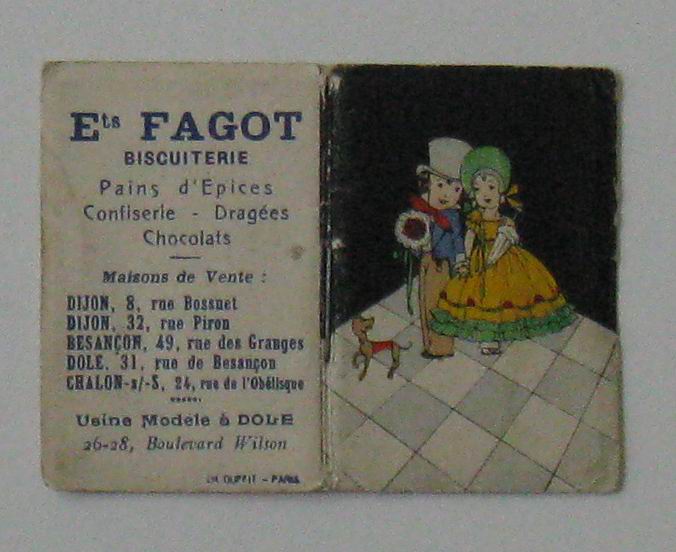 Ets FAGOT
BISCUITERIE
Pains d'Epices
Confiserie - Dragées
Chocolats
Maisons de Vente :
DIJON, 8, rue Bossuet
DIJON, 32, rue Piron
BESANÇON, 49, rue des Granges
DOLE, 31, rue de Besançon
CHALON-s/-S, 24, rue de l'Obélisque
Usine Modèle à DOLE
26-28, Boulevard Wilson
- PARIS